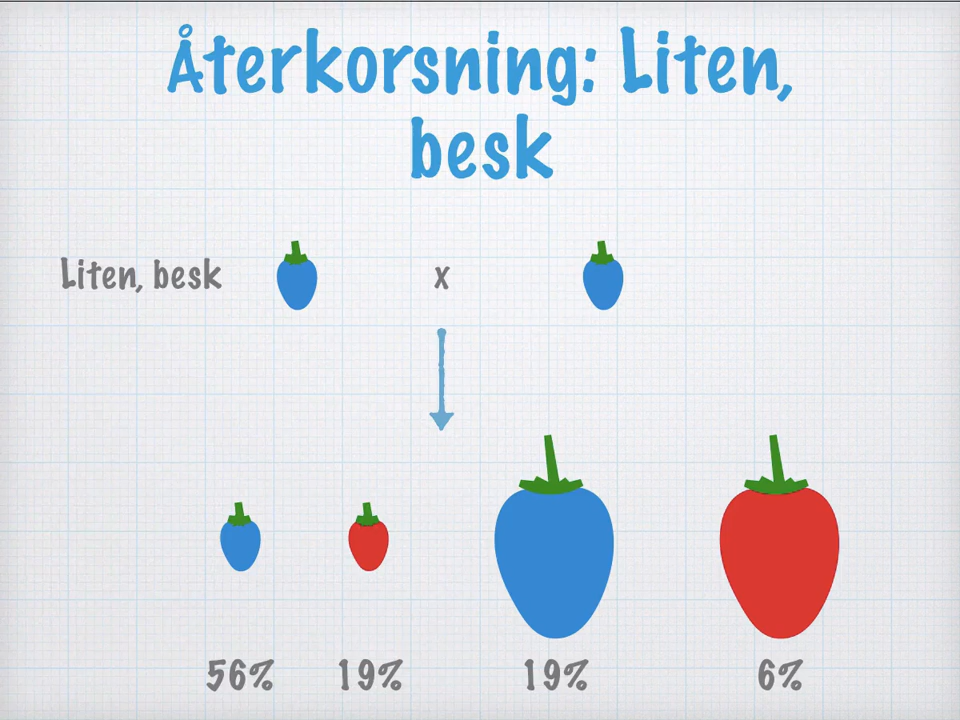 Återkorsning: Liten,
besk
Liten, besk x
56% 19% 19% 6%